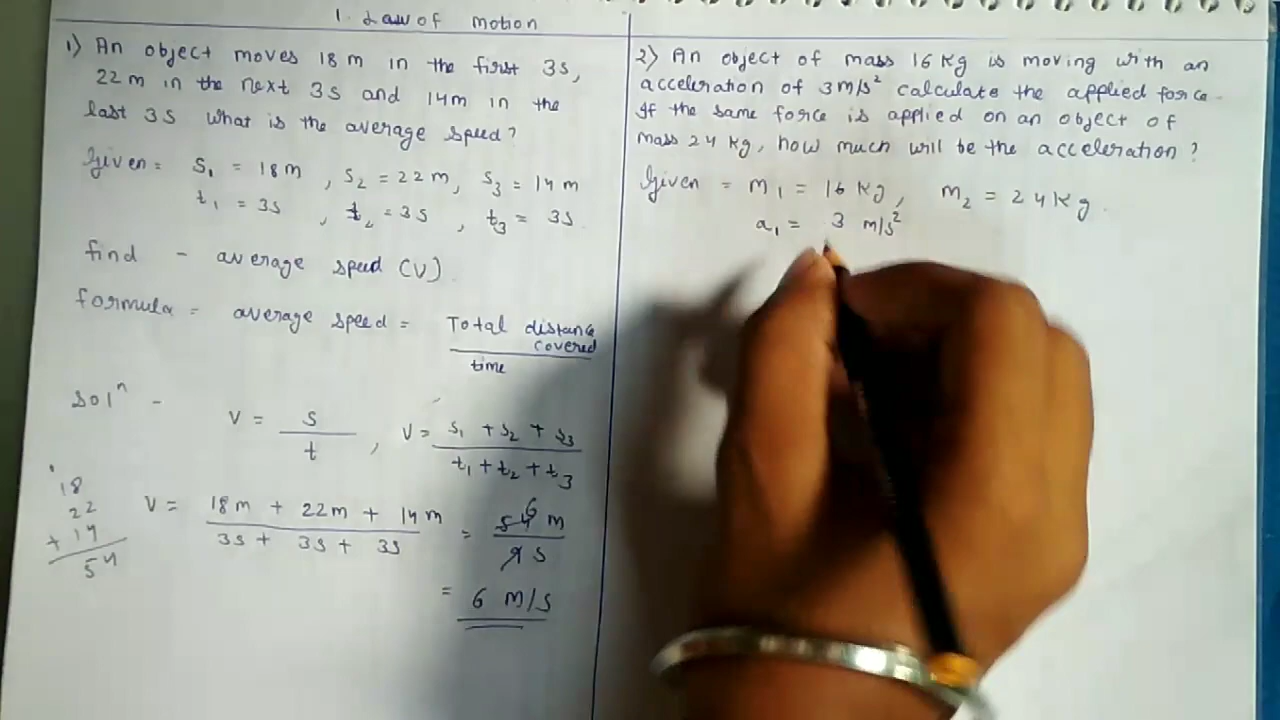 1. Law of motion
1) An object moves 18 m in the first 3s,
22 m in the next 3s and 14m in the
last 3s what is the average speed?
Given = s₁ = 18m , s₂ = 22 m, s₃ = 14 m
t₁ = 3s , t₂ = 3s , t₃ = 3s
find - average speed (v)
formula = average speed = Total distance
covered
time
solⁿ -
v = s / t , v = s₁ + s₂ + s₃ / t₁ + t₂ + t₃
18
22
+ 14
54
v = 18 m + 22m + 14 m / 3s + 3s + 3s = 54 6 m / 9 s
= 6 m/s
2) An object of mass 16 kg is moving with an
acceleration of 3 m/s² calculate the applied force.
If the same force is applied on an object of
mass 24 kg, how much will be the acceleration ?
Given = m₁ = 16 kg, m₂ = 24 kg.
a₁ = 3 m/s²